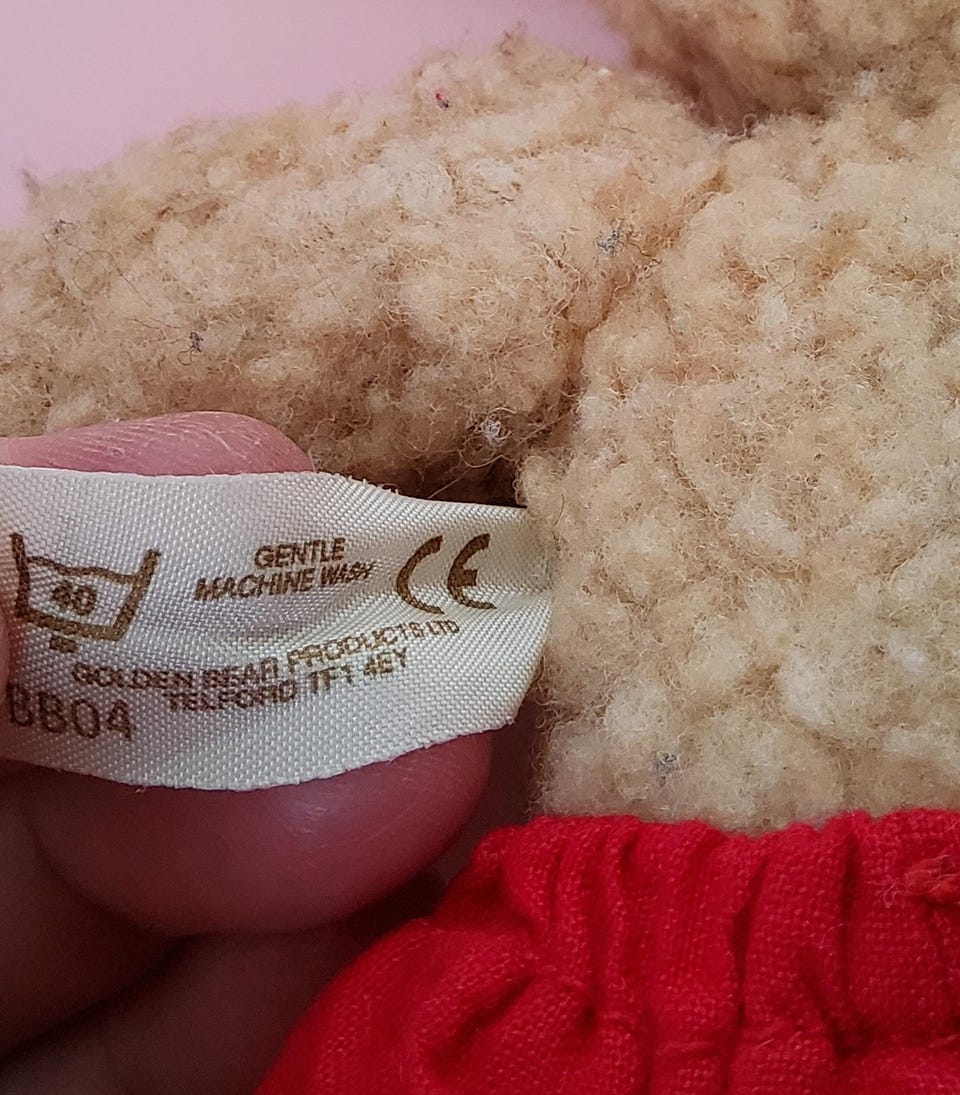 40
GENTLE
MACHINE WASH
CE
GOLDEN BEAR PRODUCTS LTD
TELFORD TF1 4EY
BB04